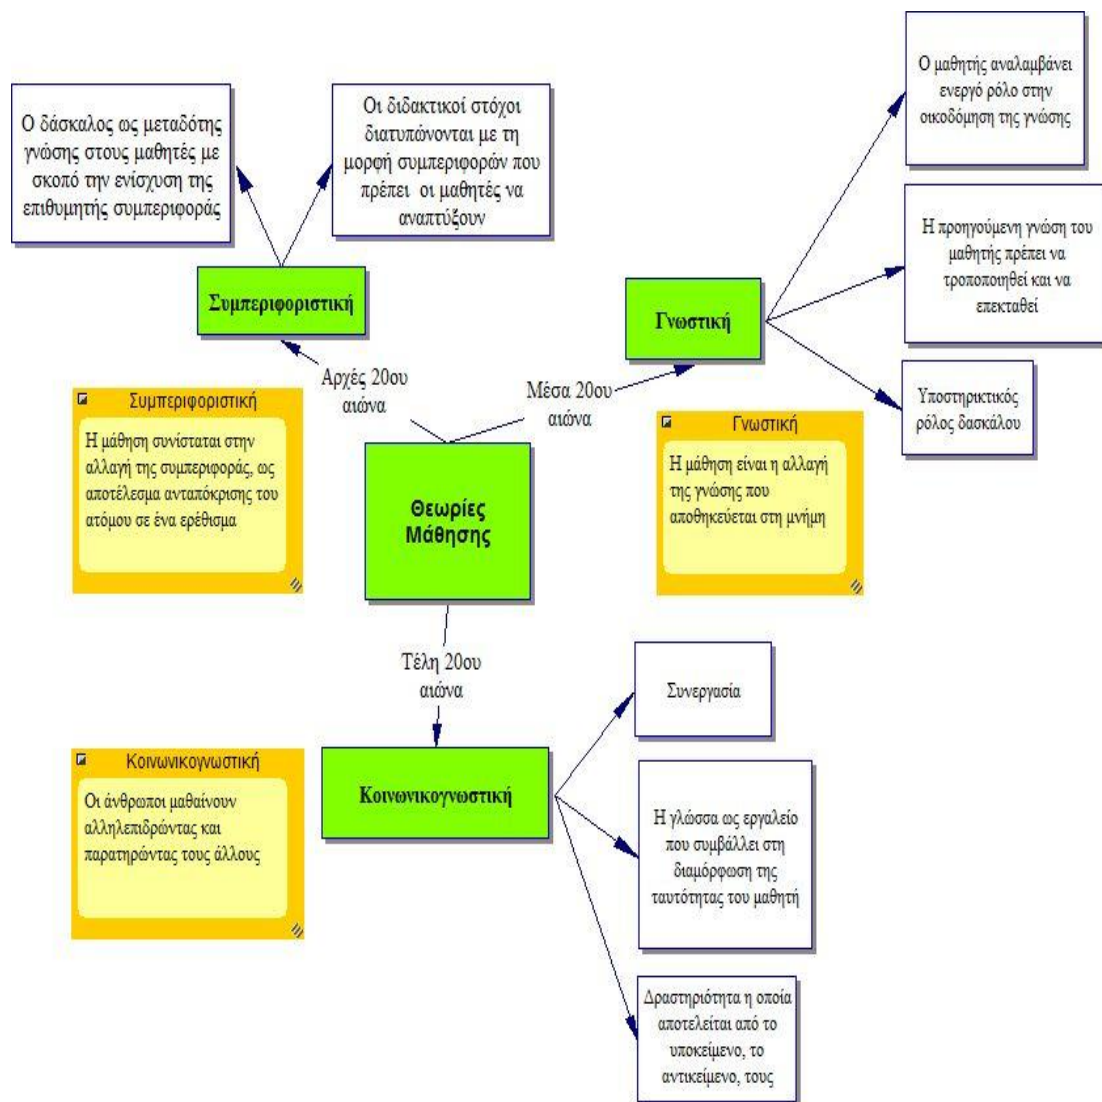 Ο δάσκαλος ως μεταδότης
γνώσης στους μαθητές με
σκοπό την ενίσχυση της
επιθυμητής συμπεριφοράς
Οι διδακτικοί στόχοι
διατυπώνονται με τη
μορφή συμπεριφορών που
πρέπει οι μαθητές να
αναπτύξουν
Ο μαθητής αναλαμβάνει
ενεργό ρόλο στην
οικοδόμηση της γνώσης
Η προηγούμενη γνώση του
μαθητής πρέπει να
τροποποιηθεί και να
επεκταθεί
Υποστηρικτικός
ρόλος δασκάλου
Συμπεριφοριστική
Γνωστική
Αρχές 20ου
αιώνα
Μέσα 20ου
αιώνα
Συμπεριφοριστική
Η μάθηση συνίσταται στην
αλλαγή της συμπεριφοράς, ως
αποτέλεσμα ανταπόκρισης του
ατόμου σε ένα ερέθισμα
Θεωρίες
Μάθησης
Γνωστική
Η μάθηση είναι η αλλαγή
της γνώσης που
αποθηκεύεται στη μνήμη
Τέλη 20ου
αιώνα
Κοινωνικογνωστική
Οι άνθρωποι μαθαίνουν
αλληλεπιδρώντας και
παρατηρώντας τους άλλους
Κοινωνικογνωστική
Συνεργασία
Η γλώσσα ως εργαλείο
που συμβάλλει στη
διαμόρφωση της
ταυτότητας του μαθητή
Δραστηριότητα η οποία
αποτελείται από το
υποκείμενο, το
αντικείμενο, τους